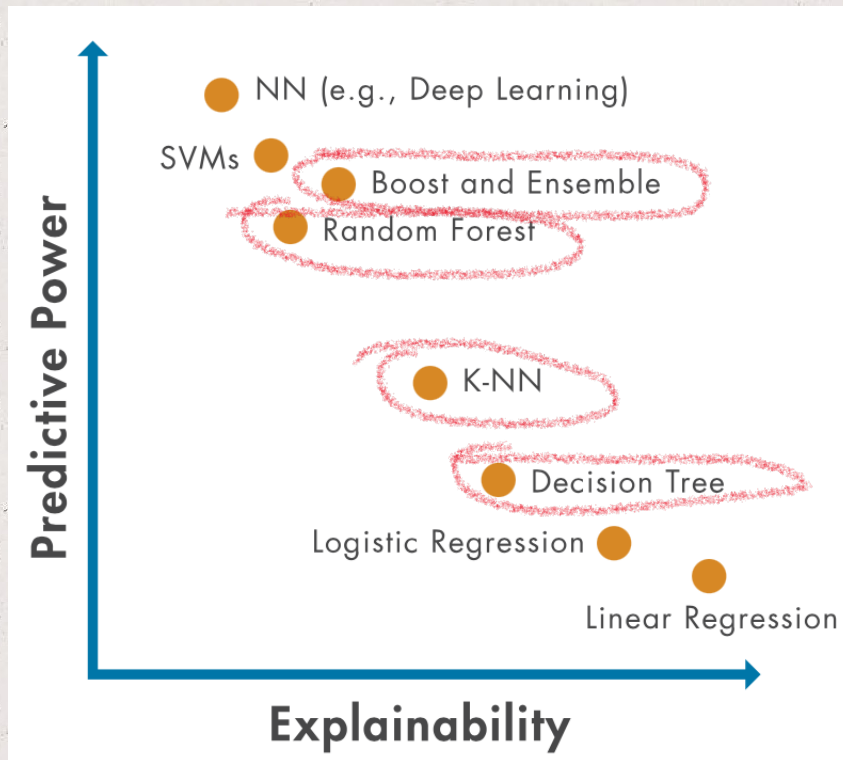 NN (e.g., Deep Learning)
SVMs
Boost and Ensemble
Random Forest
K-NN
Decision Tree
Logistic Regression
Linear Regression
Predictive Power
Explainability